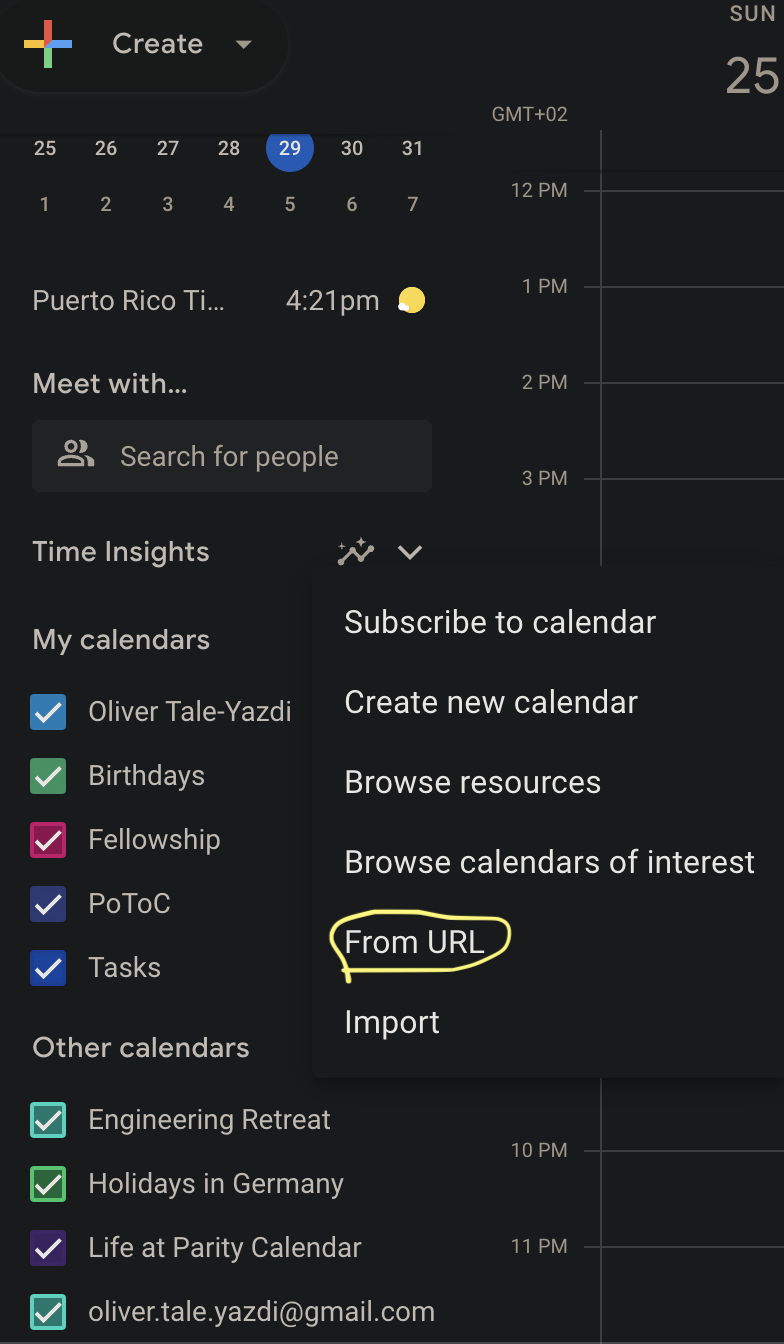 Create
SUN
25
GMT+02
25 26 27 28 29 30 31
1 2 3 4 5 6 7
12 PM
1 PM
2 PM
3 PM
Puerto Rico Ti... 4:21pm
Meet with...
Search for people
Time Insights
My calendars
Oliver Tale-Yazdi
Birthdays
Fellowship
PoToC
Tasks
Subscribe to calendar
Create new calendar
Browse resources
Browse calendars of interest
From URL
Import
Other calendars
Engineering Retreat
Holidays in Germany
Life at Parity Calendar
oliver.tale.yazdi@gmail.com
10 PM
11 PM